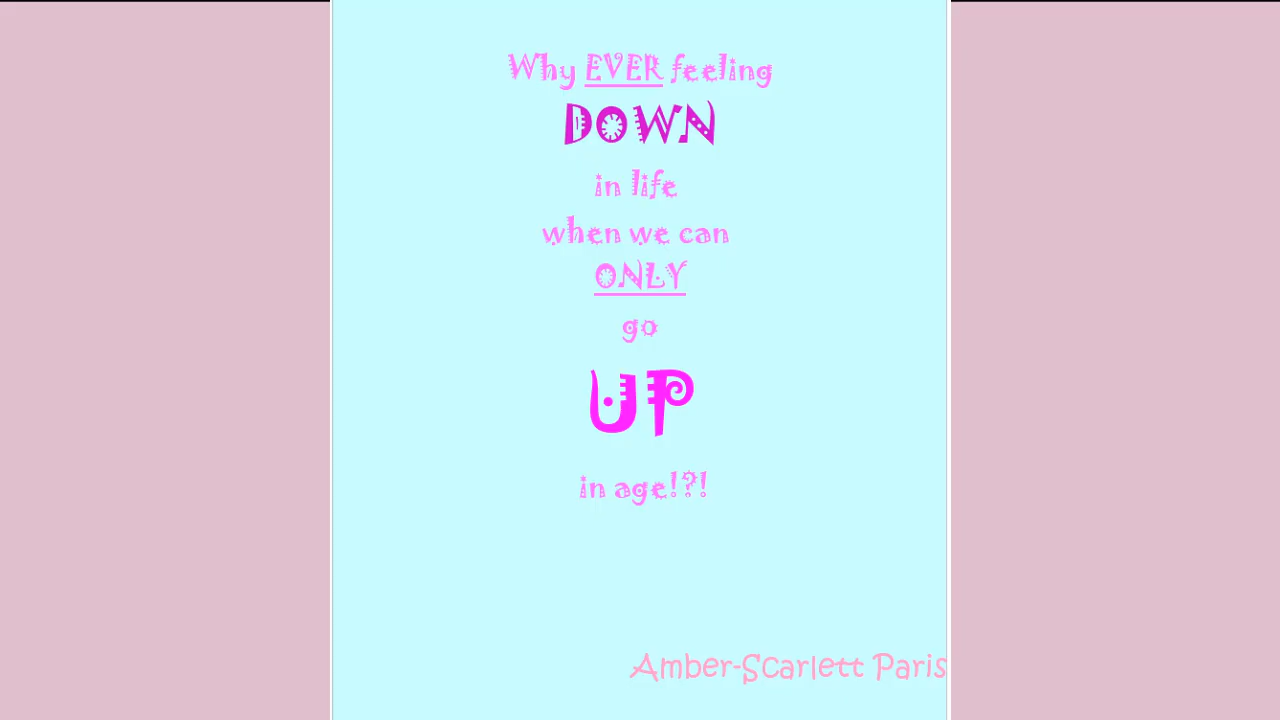 Why EVER feeling
DOWN
in life
when we can
ONLY
go
UP
in age!?!
Amber-Scarlett Paris